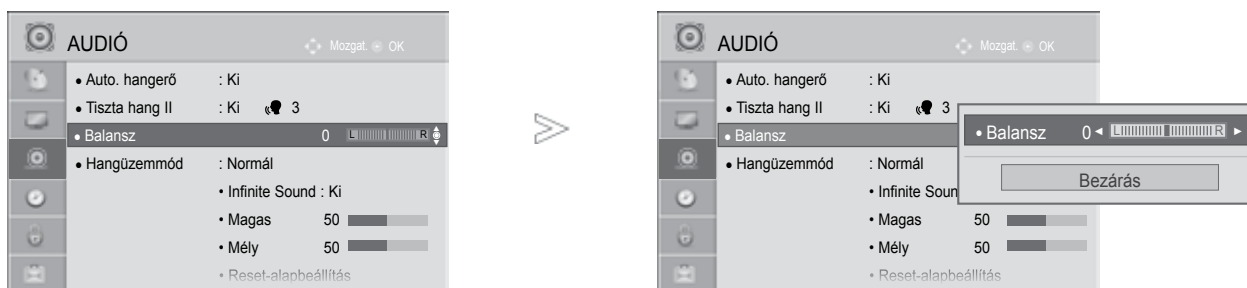 AUDIÓ Mozgat. OK
• Auto. hangerő : Ki
• Tiszta hang II : Ki 3
• Balansz 0 L R
• Hangüzemmód : Normál
• Infinite Sound : Ki
• Magas 50
• Mély 50
• Reset-alapbeállítás
AUDIÓ Mozgat. OK
• Auto. hangerő : Ki
• Tiszta hang II : Ki 3
• Balansz
• Hangüzemmód : Normál
• Infinite Soun
• Magas 50
• Mély 50
• Reset-alapbeállítás
• Balansz 0 ◄ L R ►
Bezárás